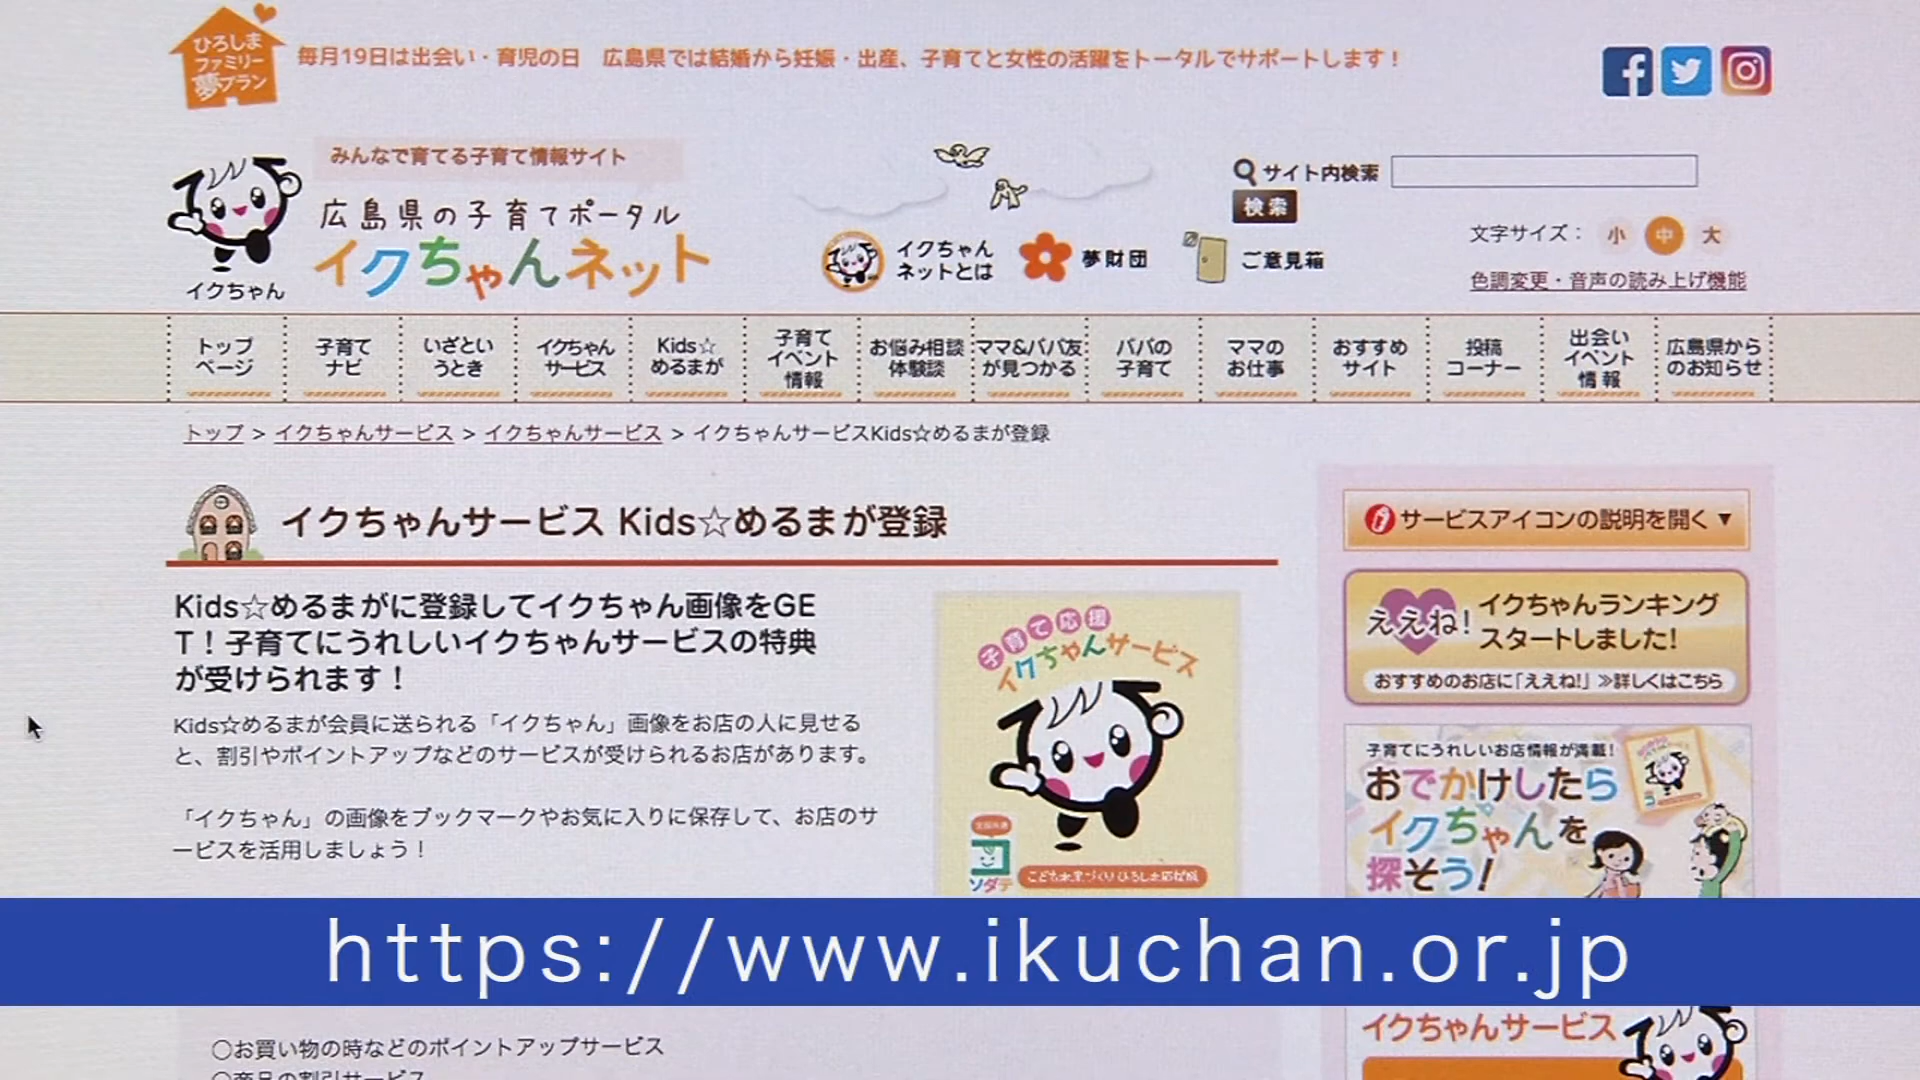 ひろしま
ファミリー
夢プラン
毎月19日は出会い・育児の日　広島県では結婚から妊娠・出産、子育てと女性の活躍をトータルでサポートします！
みんなで育てる子育て情報サイト
広島県の子育てポータル
イクちゃんネット
イクちゃん
イクちゃん
ネットとは
夢財団
ご意見箱
サイト内検索
検索
文字サイズ： 小 中 大
色調変更・音声の読み上げ機能
トップ
ページ
子育て
ナビ
いざとい
うとき
イクちゃん
サービス
Kids☆
めるまが
子育て
イベント
情報
お悩み相談
体験談
ママ&パパ友
が見つかる
パパの
子育て
ママの
お仕事
おすすめ
サイト
投稿
コーナー
出会い
イベント
情報
広島県から
のお知らせ
トップ > イクちゃんサービス > イクちゃんサービス > イクちゃんサービスKids☆めるまが登録
イクちゃんサービス Kids☆めるまが登録
Kids☆めるまがに登録してイクちゃん画像をGE
T！子育てにうれしいイクちゃんサービスの特典
が受けられます！
Kids☆めるまが会員に送られる「イクちゃん」画像をお店の人に見せる
と、割引やポイントアップなどのサービスが受けられるお店があります。
「イクちゃん」の画像をブックマークやお気に入りに保存して、お店のサ
ービスを活用しましょう！
子育て応援
イクちゃんサービス
全国共通
ソダテ
こども未来づくりひろしま応援隊
サービスアイコンの説明を開く▼
ええね！
イクちゃんランキング
スタートしました！
おすすめのお店に「ええね！」≫詳しくはこちら
子育てにうれしいお店情報が満載！
おでかけしたら
イクちゃんを
探そう！
https://www.ikuchan.or.jp
イクちゃんサービス
○お買い物の時などのポイントアップサービス
○商品の割引サービス